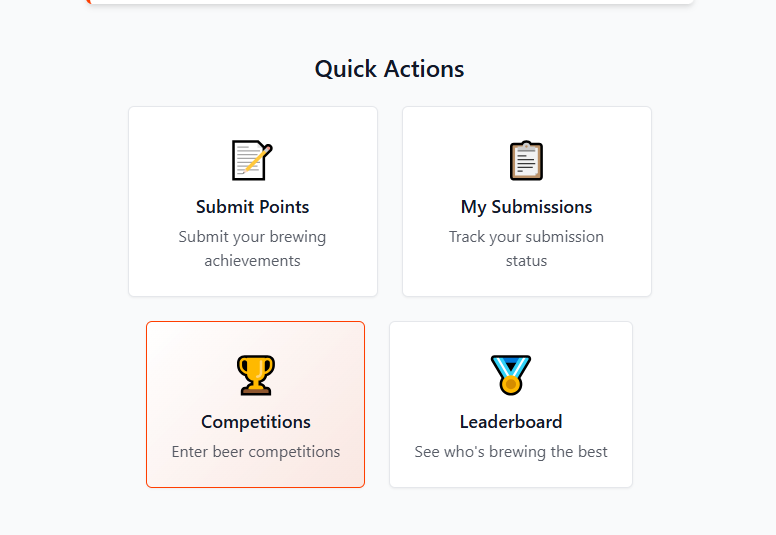 Quick Actions
Submit Points
Submit your brewing
achievements
My Submissions
Track your submission
status
Competitions
Enter beer competitions
Leaderboard
See who's brewing the best